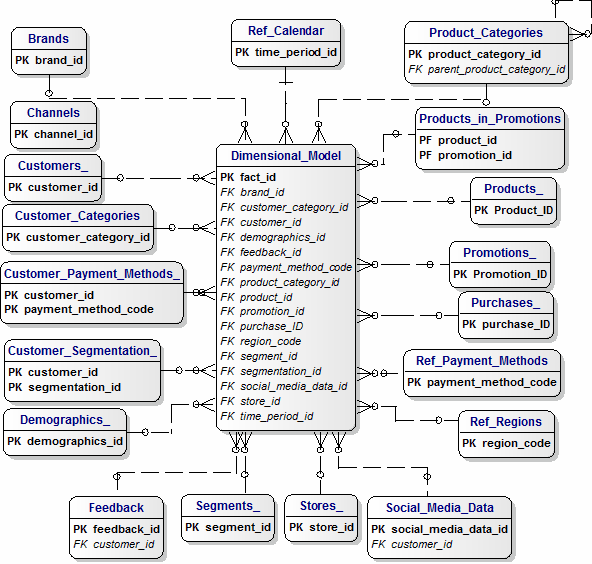 Brands
PK brand_id
Ref_Calendar
PK time_period_id
Product_Categories
PK product_category_id
FK parent_product_category_id
Channels
PK channel_id
Products_in_Promotions
PF product_id
PF promotion_id
Customers_
PK customer_id
Customer_Categories
PK customer_category_id
Customer_Payment_Methods_
PK customer_id
PK payment_method_code
Customer_Segmentation_
PK customer_id
PK segmentation_id
Demographics_
PK demographics_id
Dimensional_Model
PK fact_id
FK brand_id
FK customer_category_id
FK customer_id
FK demographics_id
FK feedback_id
FK payment_method_code
FK product_category_id
FK product_id
FK promotion_id
FK purchase_ID
FK region_code
FK segment_id
FK segmentation_id
FK social_media_data_id
FK store_id
FK time_period_id
Products_
PK Product_ID
Promotions_
PK Promotion_ID
Purchases_
PK purchase_ID
Ref_Payment_Methods
PK payment_method_code
Ref_Regions
PK region_code
Feedback
PK feedback_id
FK customer_id
Segments_
PK segment_id
Stores_
PK store_id
Social_Media_Data
PK social_media_data_id
FK customer_id